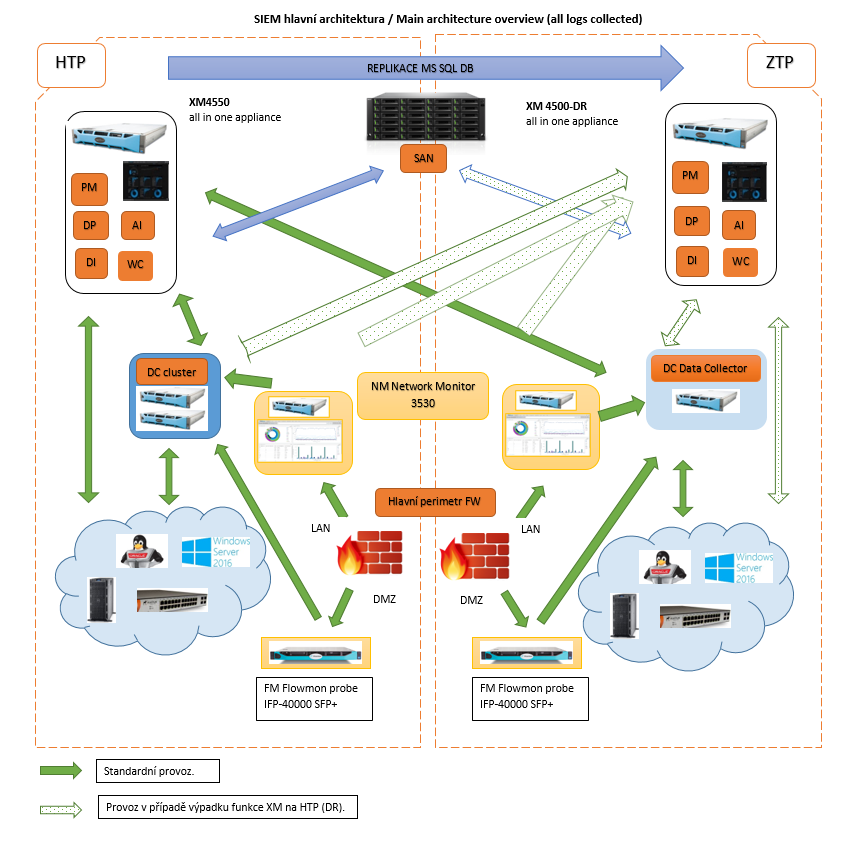 SIEM hlavní architektura / Main architecture overview (all logs collected)
HTP
REPLIKACE MS SQL DB
ZTP
XM4550
all in one appliance
XM 4500-DR
all in one appliance
SAN
PM
DP
AI
DI
WC
PM
DP
AI
DI
WC
DC cluster
NM Network Monitor
3530
DC Data Collector
Hlavní perimetr FW
LAN
LAN
DMZ
DMZ
Windows
Server
2016
Windows
Server
2016
FM Flowmon probe
IFP-40000 SFP+
FM Flowmon probe
IFP-40000 SFP+
Standardní provoz.
Provoz v případě výpadku funkce XM na HTP (DR).